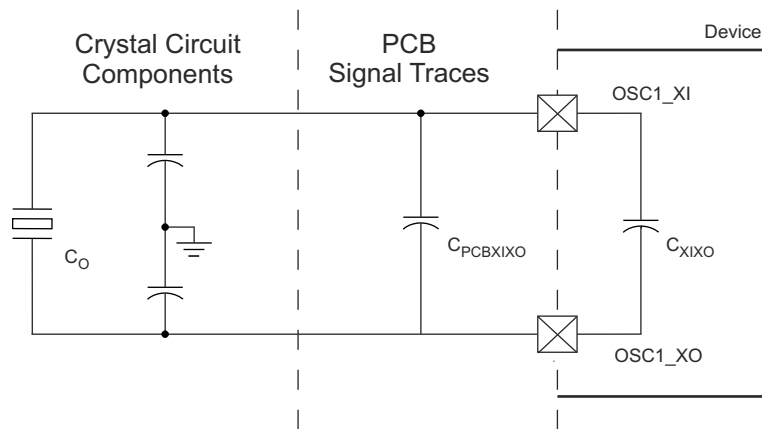 Crystal Circuit
Components
PCB
Signal Traces
Device
OSC1_XI
C_O
C_PCBXIXO
C_XIXO
OSC1_XO